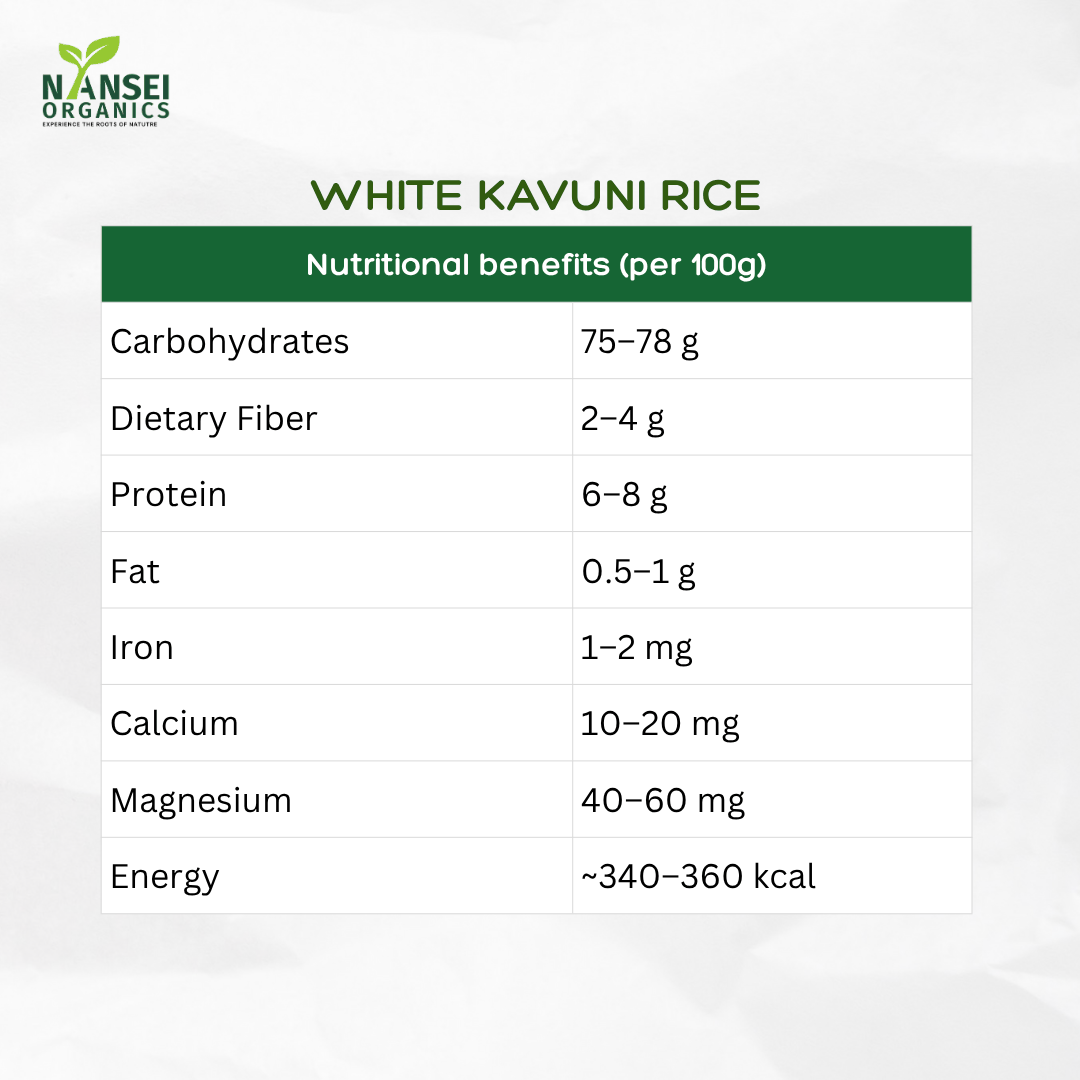 NANSEI
ORGANICS
EXPERIENCE THE ROOTS OF NATUTRE
WHITE KAVUNI RICE
Nutritional benefits (per 100g)
Carbohydrates 75–78 g
Dietary Fiber 2–4 g
Protein 6–8 g
Fat 0.5–1 g
Iron 1–2 mg
Calcium 10–20 mg
Magnesium 40–60 mg
Energy ~340–360 kcal